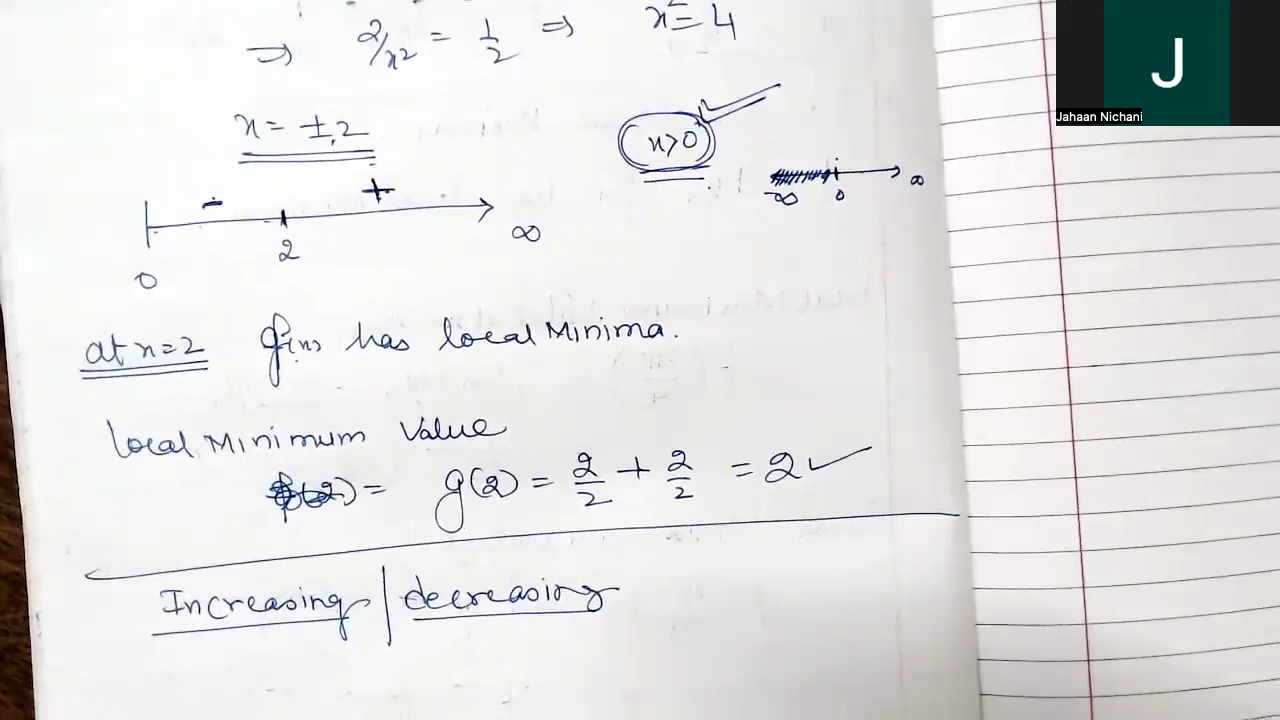 ⇒ 2/x² = 1/2 ⇒ x² = 4
J
Jahaan Nichani
x = ±2
x>0
- +
0 2 ∞
-∞ 0 ∞
at x=2 g(x) has local Minima.
local Minimum Value
= g(2) = 2/2 + 2/2 = 2 ✓
Increasing | decreasing